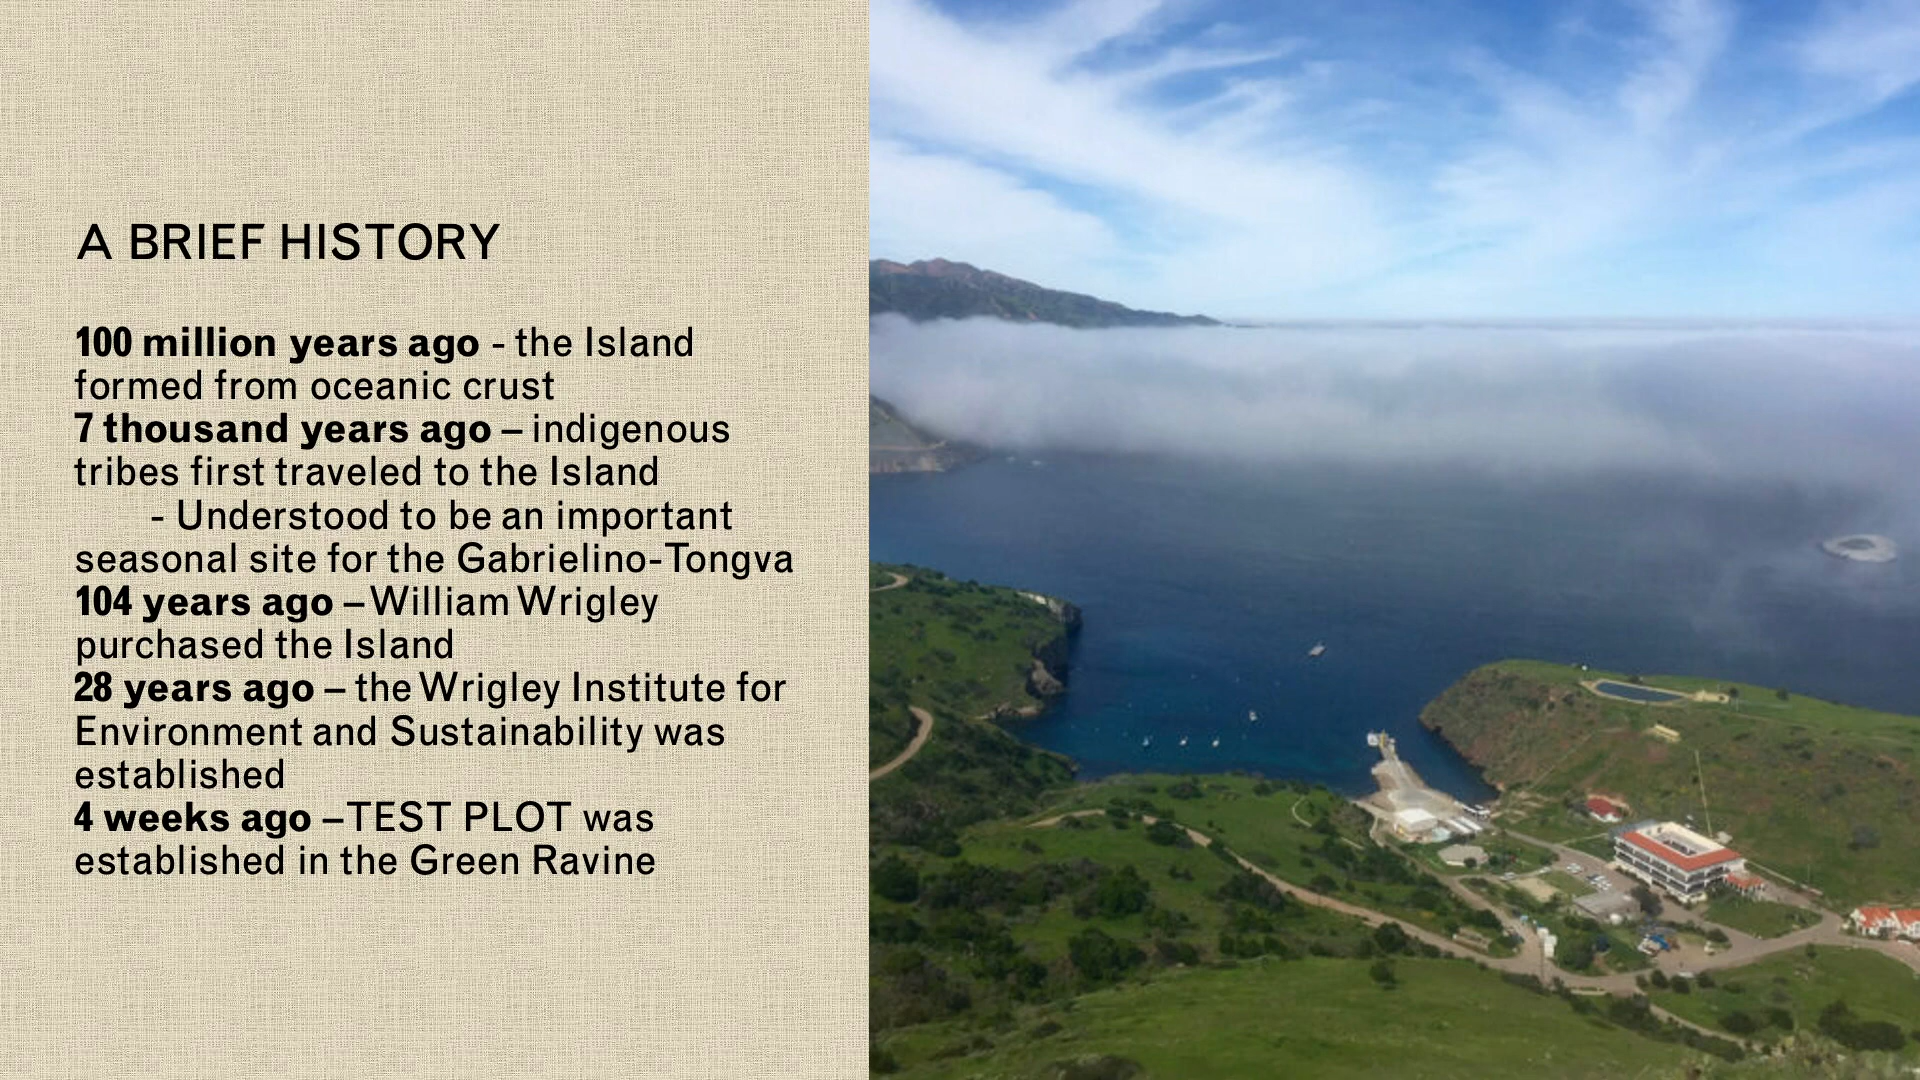 A BRIEF HISTORY
100 million years ago - the Island
formed from oceanic crust
7 thousand years ago – indigenous
tribes first traveled to the Island
- Understood to be an important
seasonal site for the Gabrielino-Tongva
104 years ago –William Wrigley
purchased the Island
28 years ago – the Wrigley Institute for
Environment and Sustainability was
established
4 weeks ago –TEST PLOT was
established in the Green Ravine